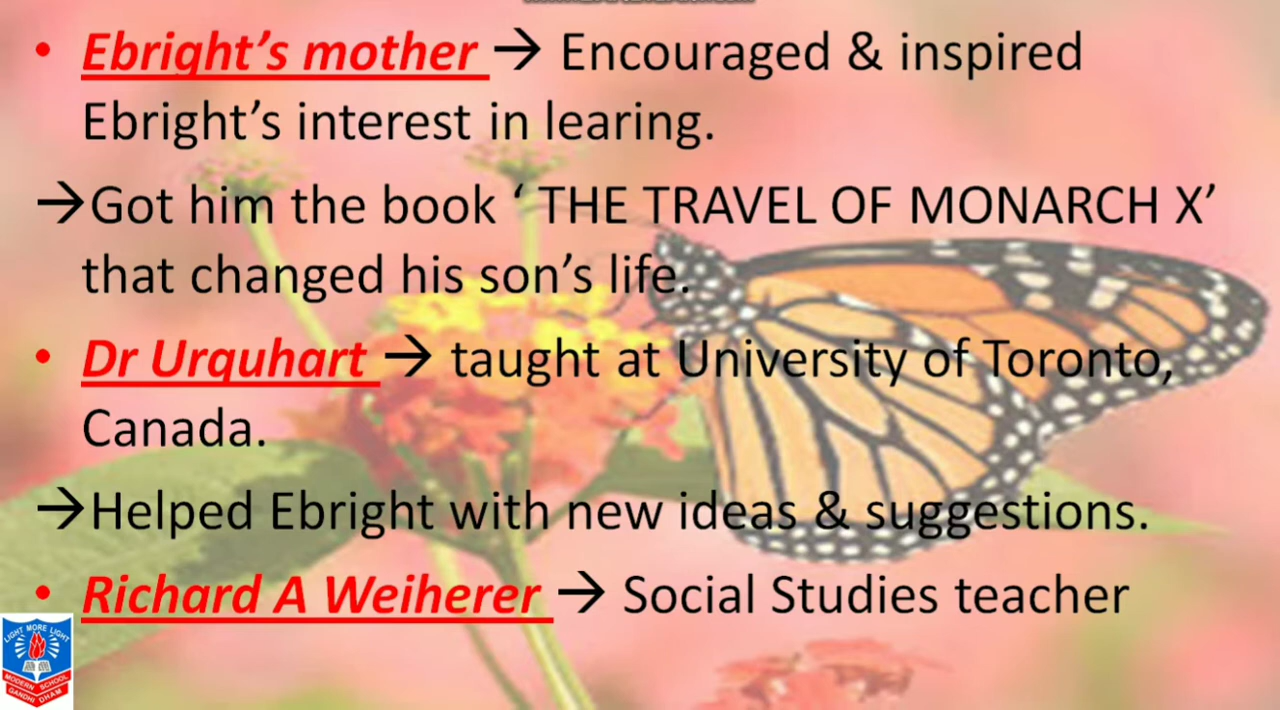 • Ebright’s mother → Encouraged & inspired
Ebright’s interest in learing.
→Got him the book ‘ THE TRAVEL OF MONARCH X’
that changed his son’s life.
• Dr Urquhart → taught at University of Toronto,
Canada.
→Helped Ebright with new ideas & suggestions.
• Richard A Weiherer → Social Studies teacher
LIGHT MORE LIGHT
MODERN SCHOOL
GANDHI DHAM